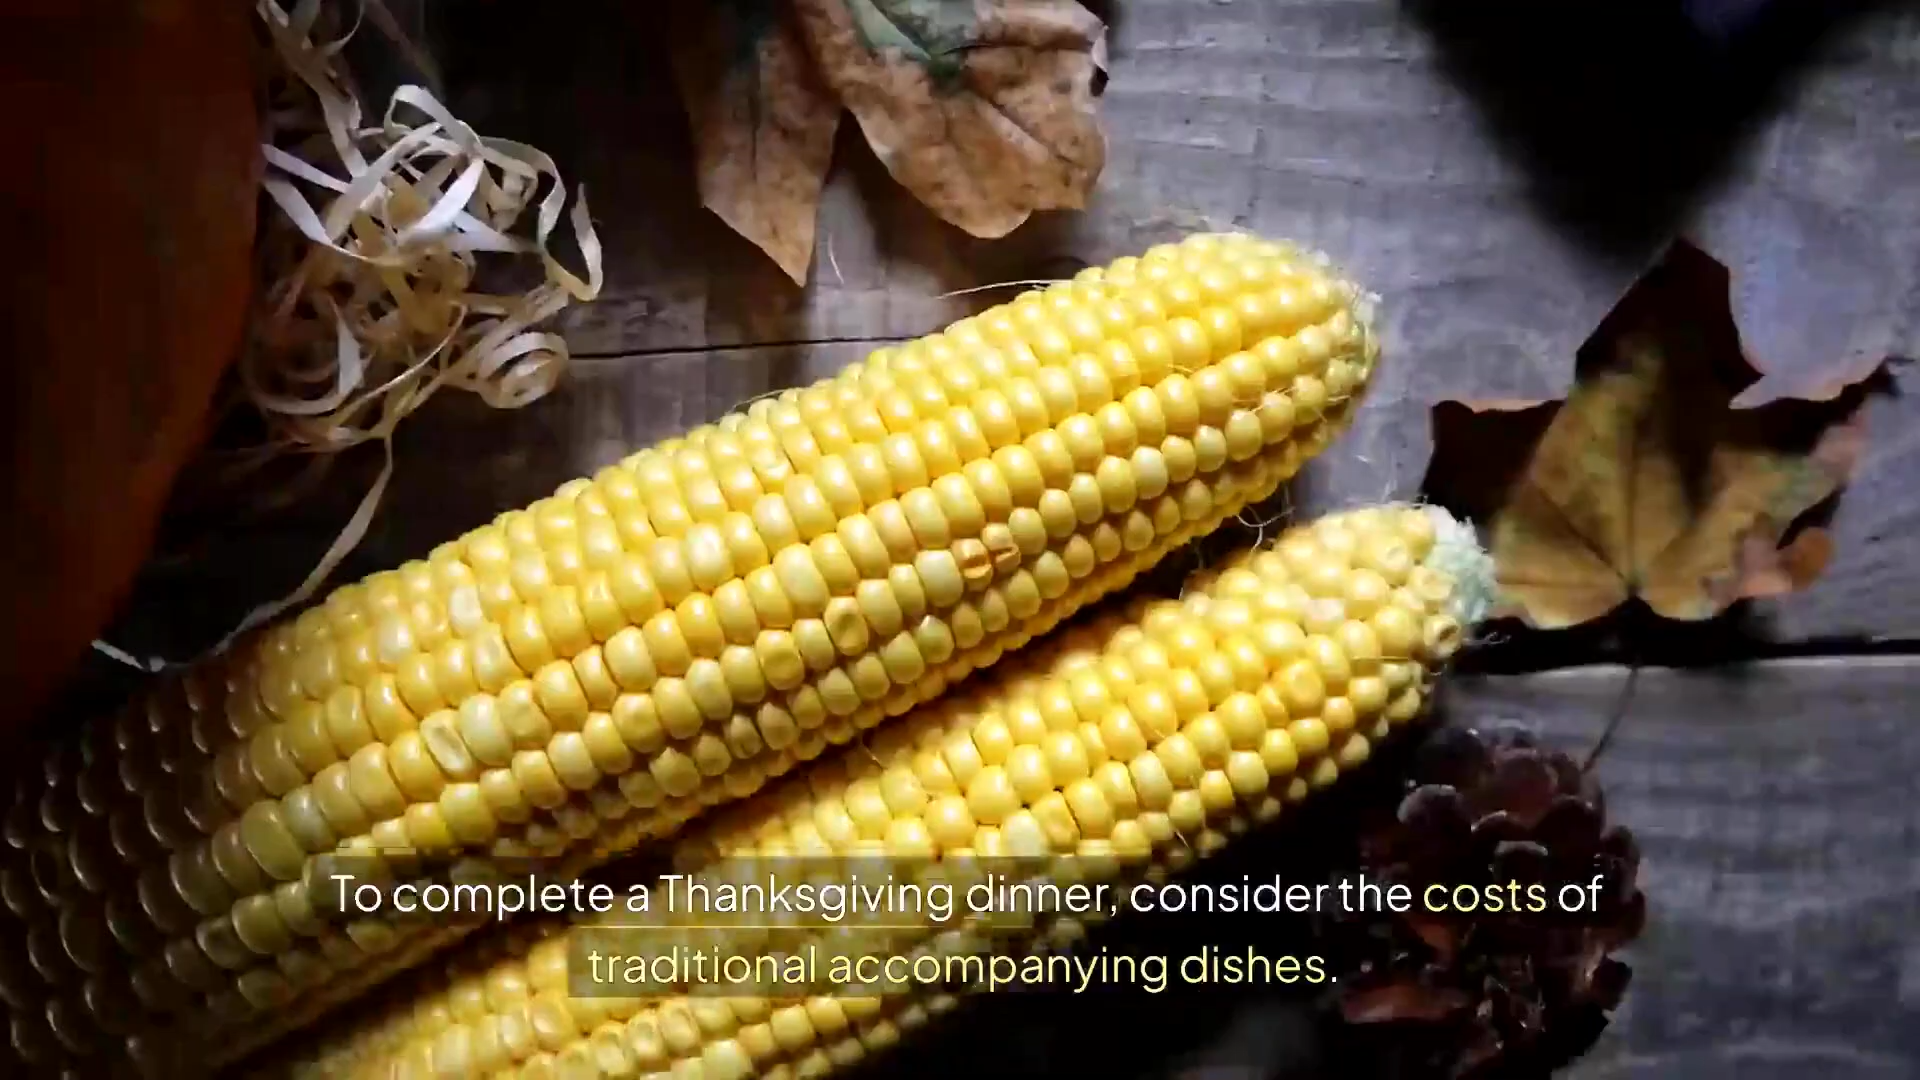 To complete a Thanksgiving dinner, consider the costs of
traditional accompanying dishes.